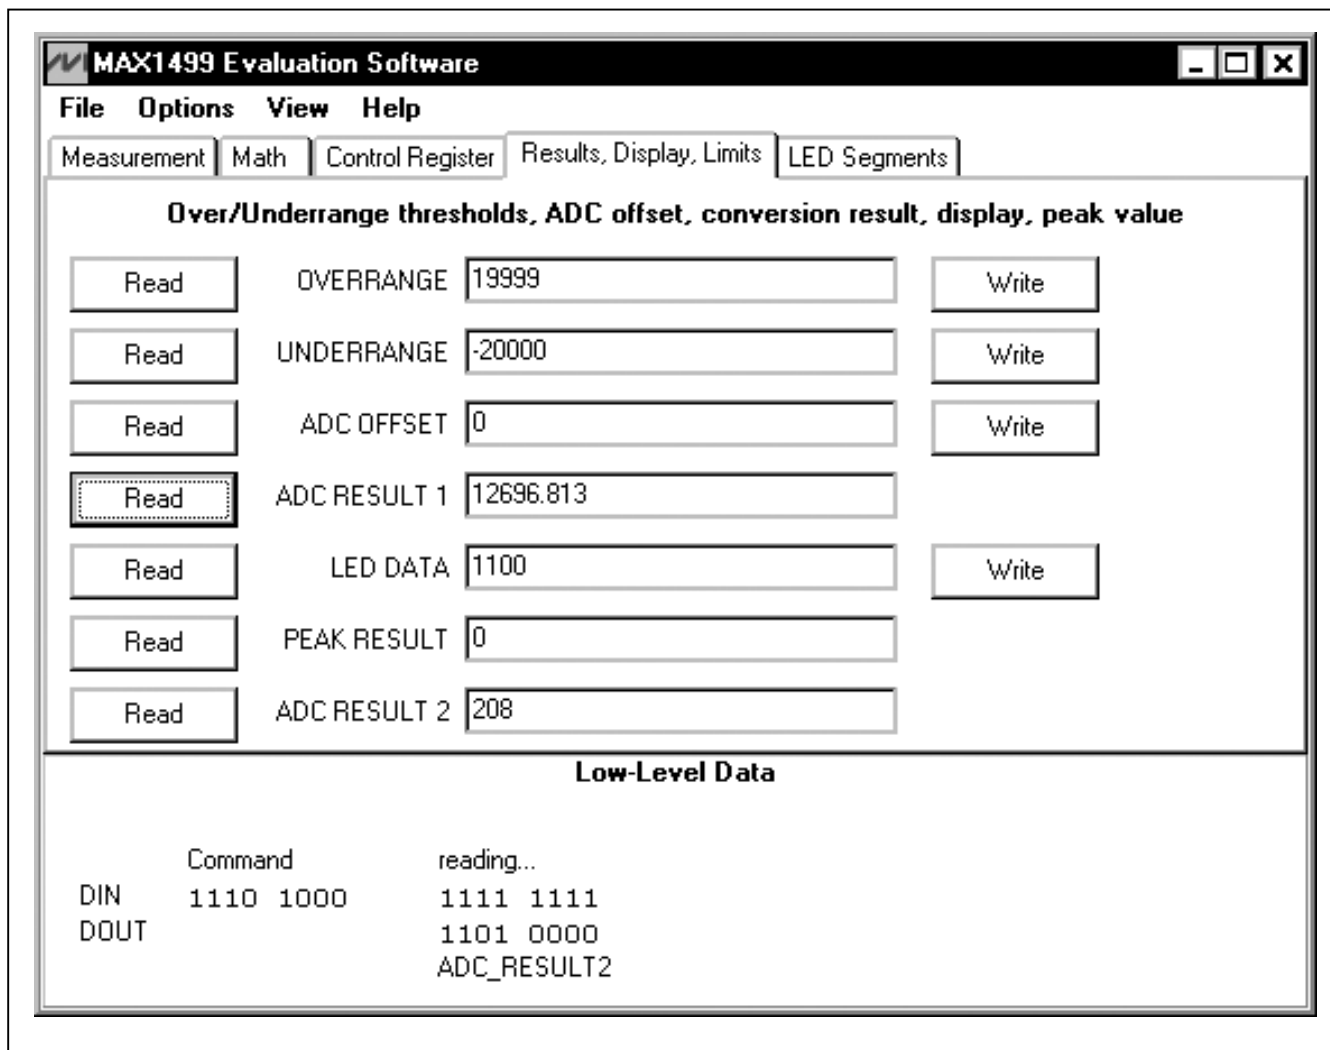 MAX1499 Evaluation Software
File Options View Help
Measurement Math Control Register Results, Display, Limits LED Segments
Over/Underrange thresholds, ADC offset, conversion result, display, peak value
Read OVERRANGE 19999 Write
Read UNDERRANGE -20000 Write
Read ADC OFFSET 0 Write
Read ADC RESULT 1 12696.813
Read LED DATA 1100 Write
Read PEAK RESULT 0
Read ADC RESULT 2 208
Low-Level Data
Command reading...
DIN 1110 1000 1111 1111
DOUT 1101 0000
ADC_RESULT2